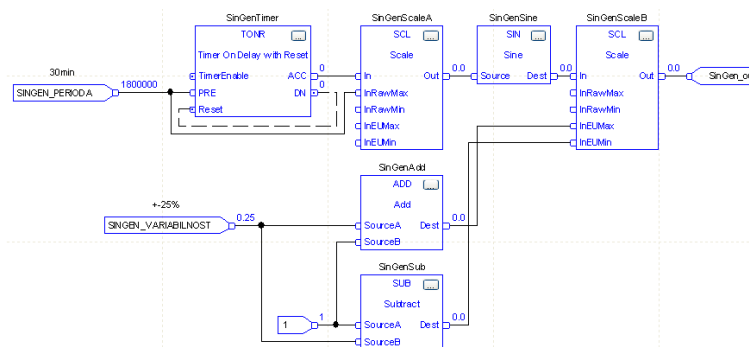 SinGenTimer SinGenScaleA SinGenSine SinGenScaleB
TONR ... SCL ... SIN ... SCL ...
30min Timer On Delay with Reset Scale Sine Scale
TimerEnable ACC 0 In Out 0.0 Source Dest 0.0 In Out 0.0 SinGen_ou
SINGEN_PERIODA 1800000 PRE DN 0 InRawMax InRawMax
Reset InRawMin InRawMin
InEUMax InEUMax
InEUMin InEUMin
SinGenAdd
ADD ...
+-25% Add
SINGEN_VARIABILNOST 0.25 SourceA Dest 0.0
SourceB
SinGenSub
SUB ...
Subtract
1 1 SourceA Dest 0.0
SourceB